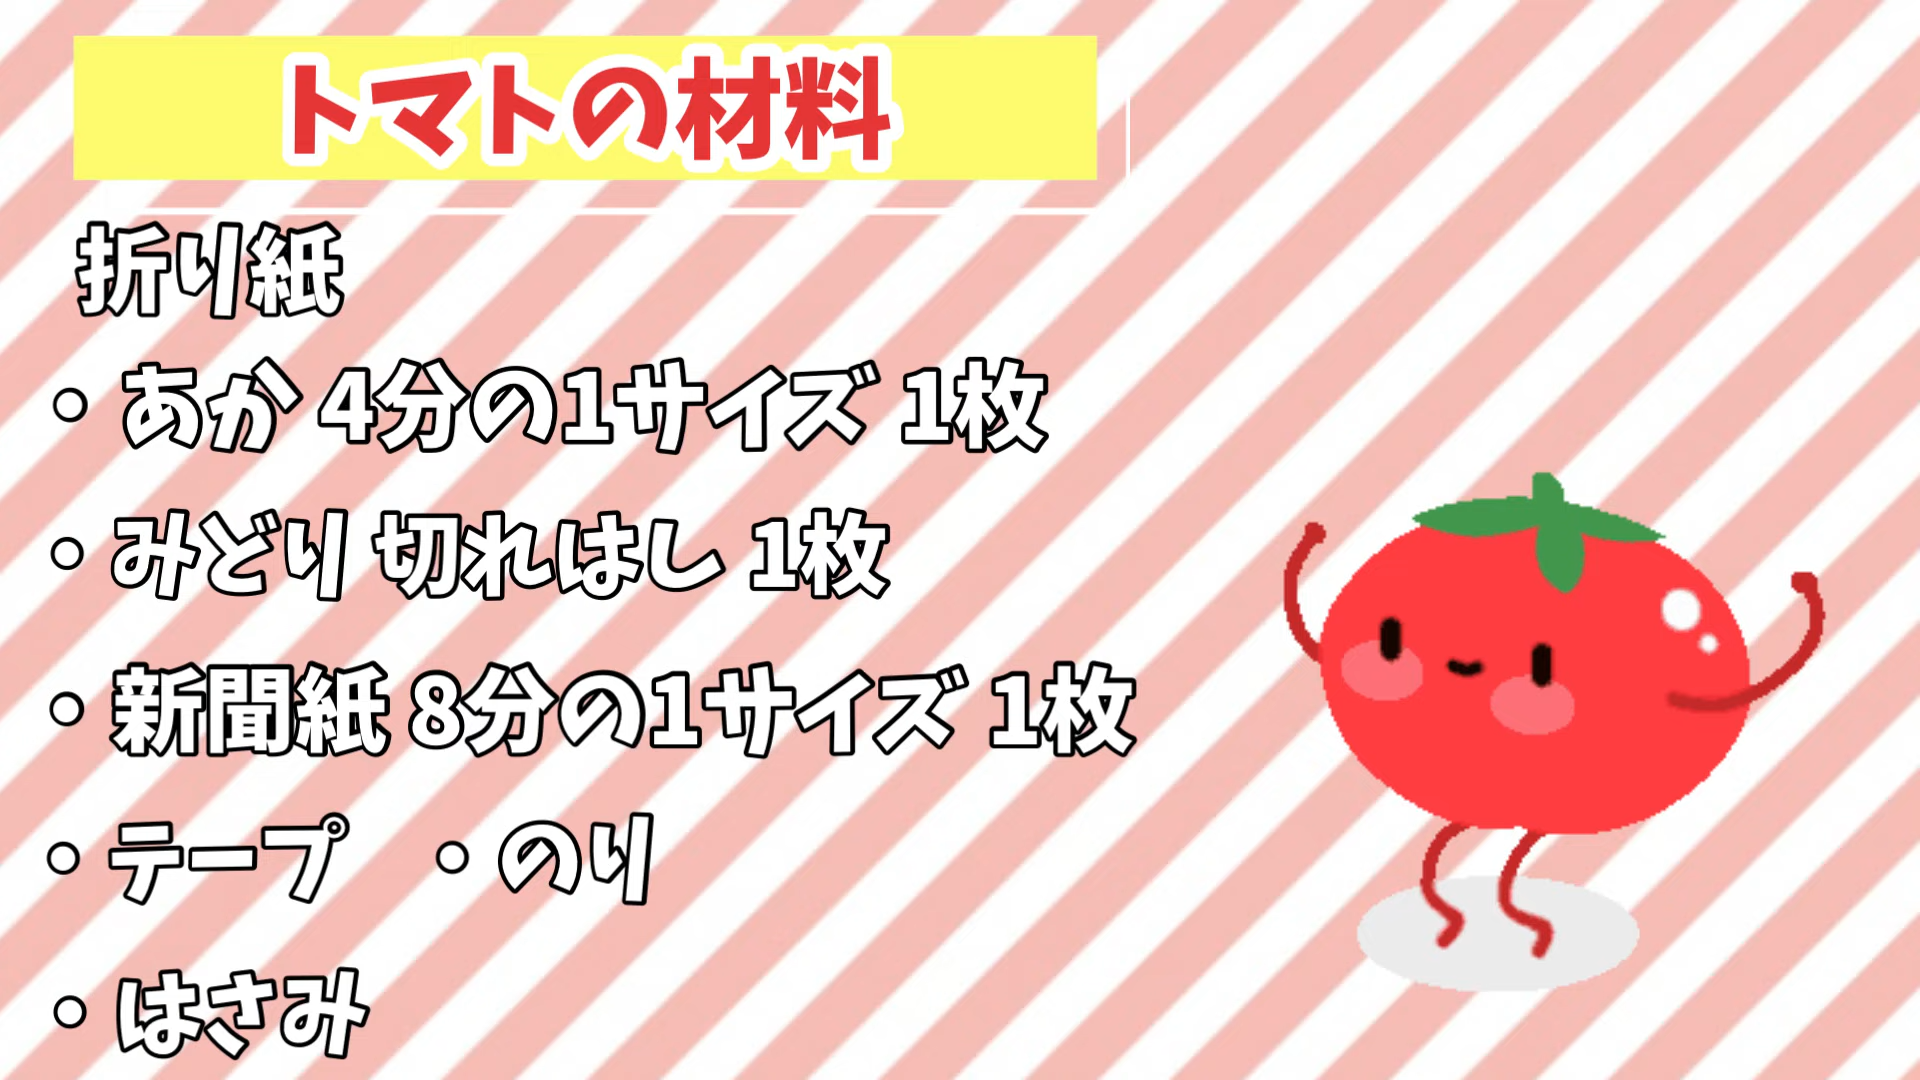 トマトの材料
折り紙
・あか 4分の1サイズ 1枚
・みどり 切れはし 1枚
・新聞紙 8分の1サイズ 1枚
・テープ　・のり
・はさみ